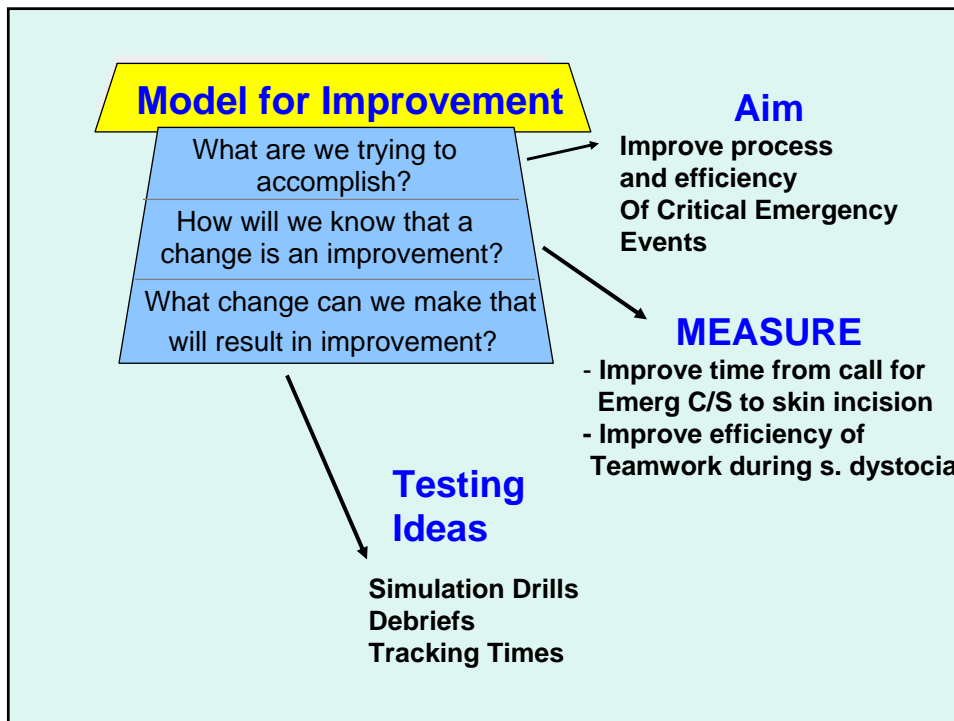 Model for Improvement
What are we trying to
accomplish?
How will we know that a
change is an improvement?
What change can we make that
will result in improvement?
Aim
Improve process
and efficiency
Of Critical Emergency
Events
MEASURE
- Improve time from call for
Emerg C/S to skin incision
- Improve efficiency of
Teamwork during s. dystocia
Testing
Ideas
Simulation Drills
Debriefs
Tracking Times